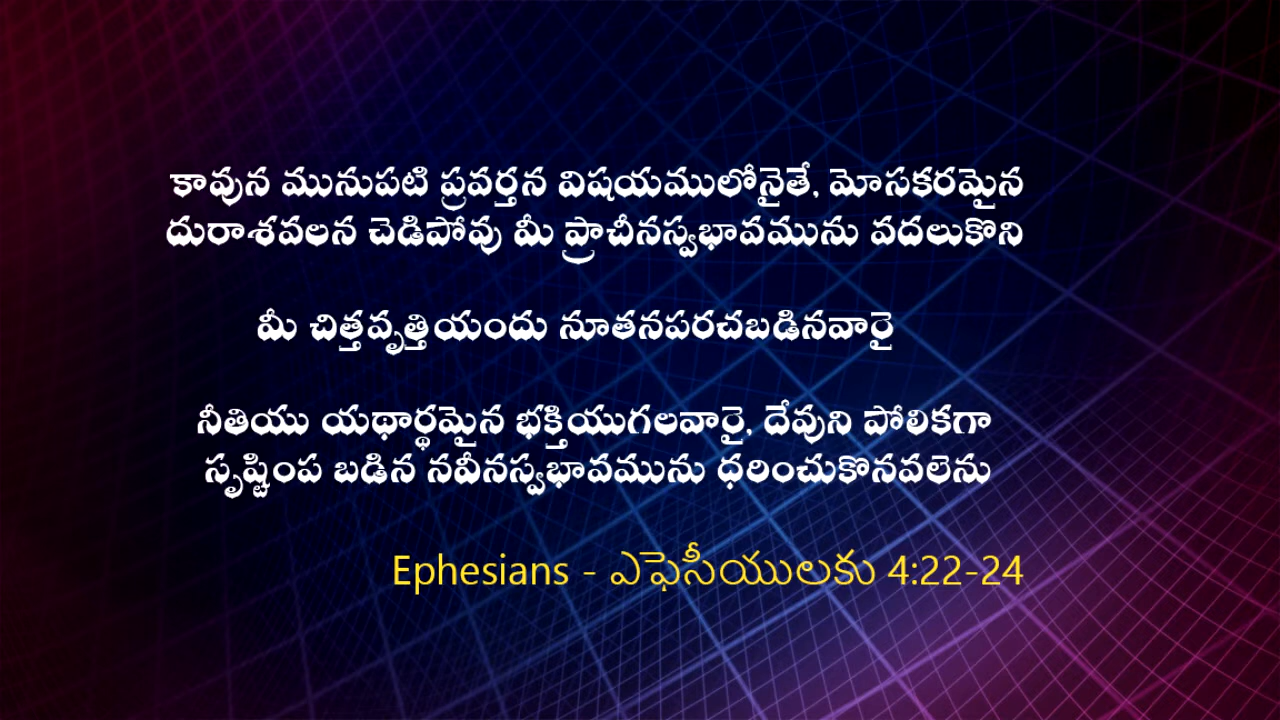 కావున మునుపటి ప్రవర్తన విషయములోనైతే, మోసకరమైన
దురాశవలన చెడిపోవు మీ ప్రాచీనస్వభావమును వదలుకొని
మీ చిత్తవృత్తియందు నూతనపరచబడినవారై
నీతియు యథార్థమైన భక్తియుగలవారై, దేవుని పోలికగా
సృష్టింప బడిన నవీనస్వభావమును ధరించుకొనవలెను
Ephesians - ఎఫెసీయులకు 4:22-24